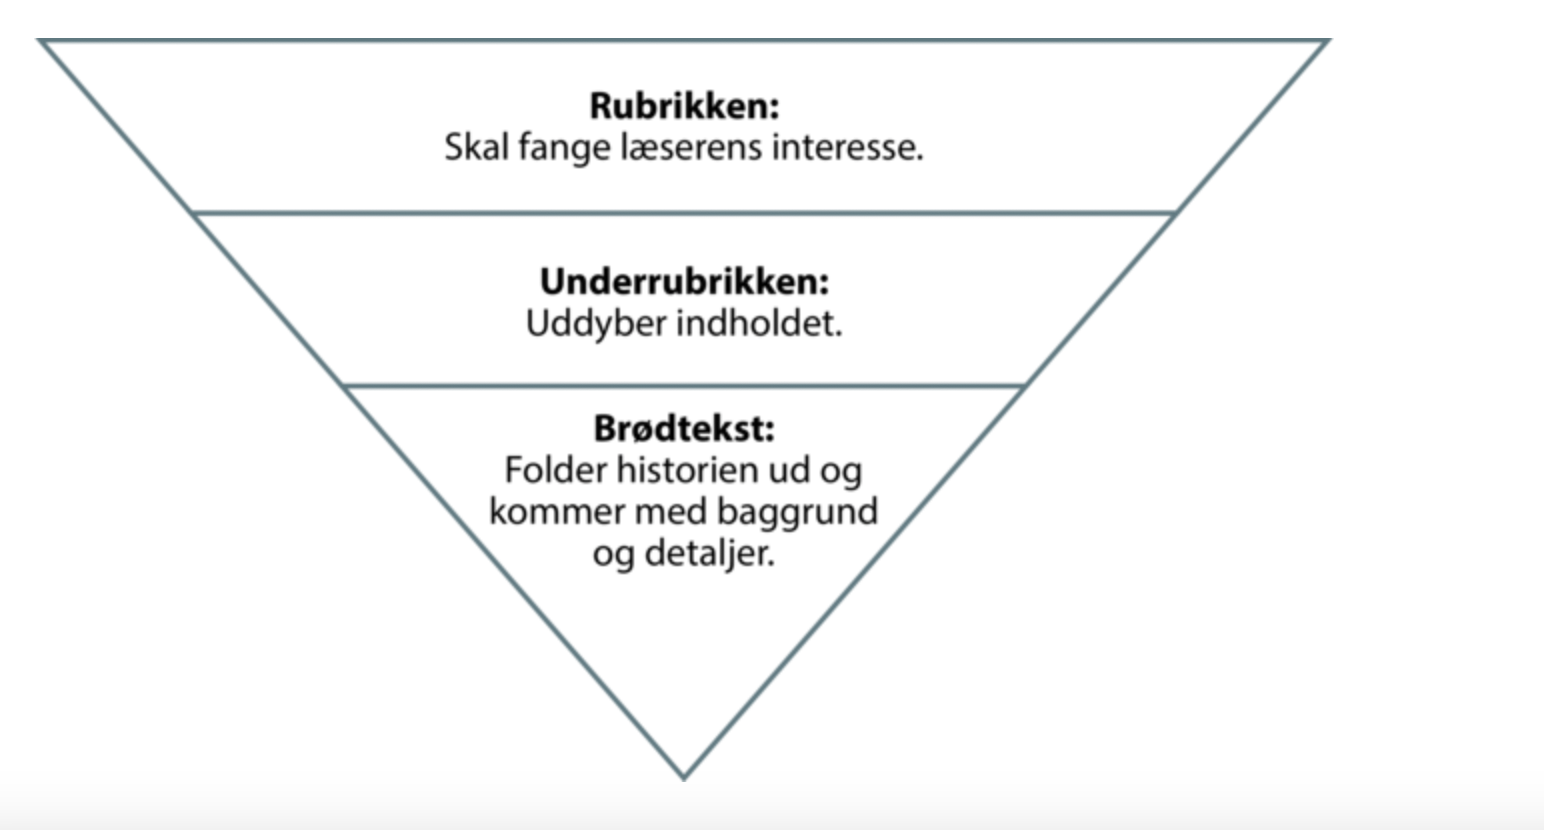 Rubrikken:
Skal fange læserens interesse.
Underrubrikken:
Uddyber indholdet.
Brødtekst:
Folder historien ud og
kommer med baggrund
og detaljer.